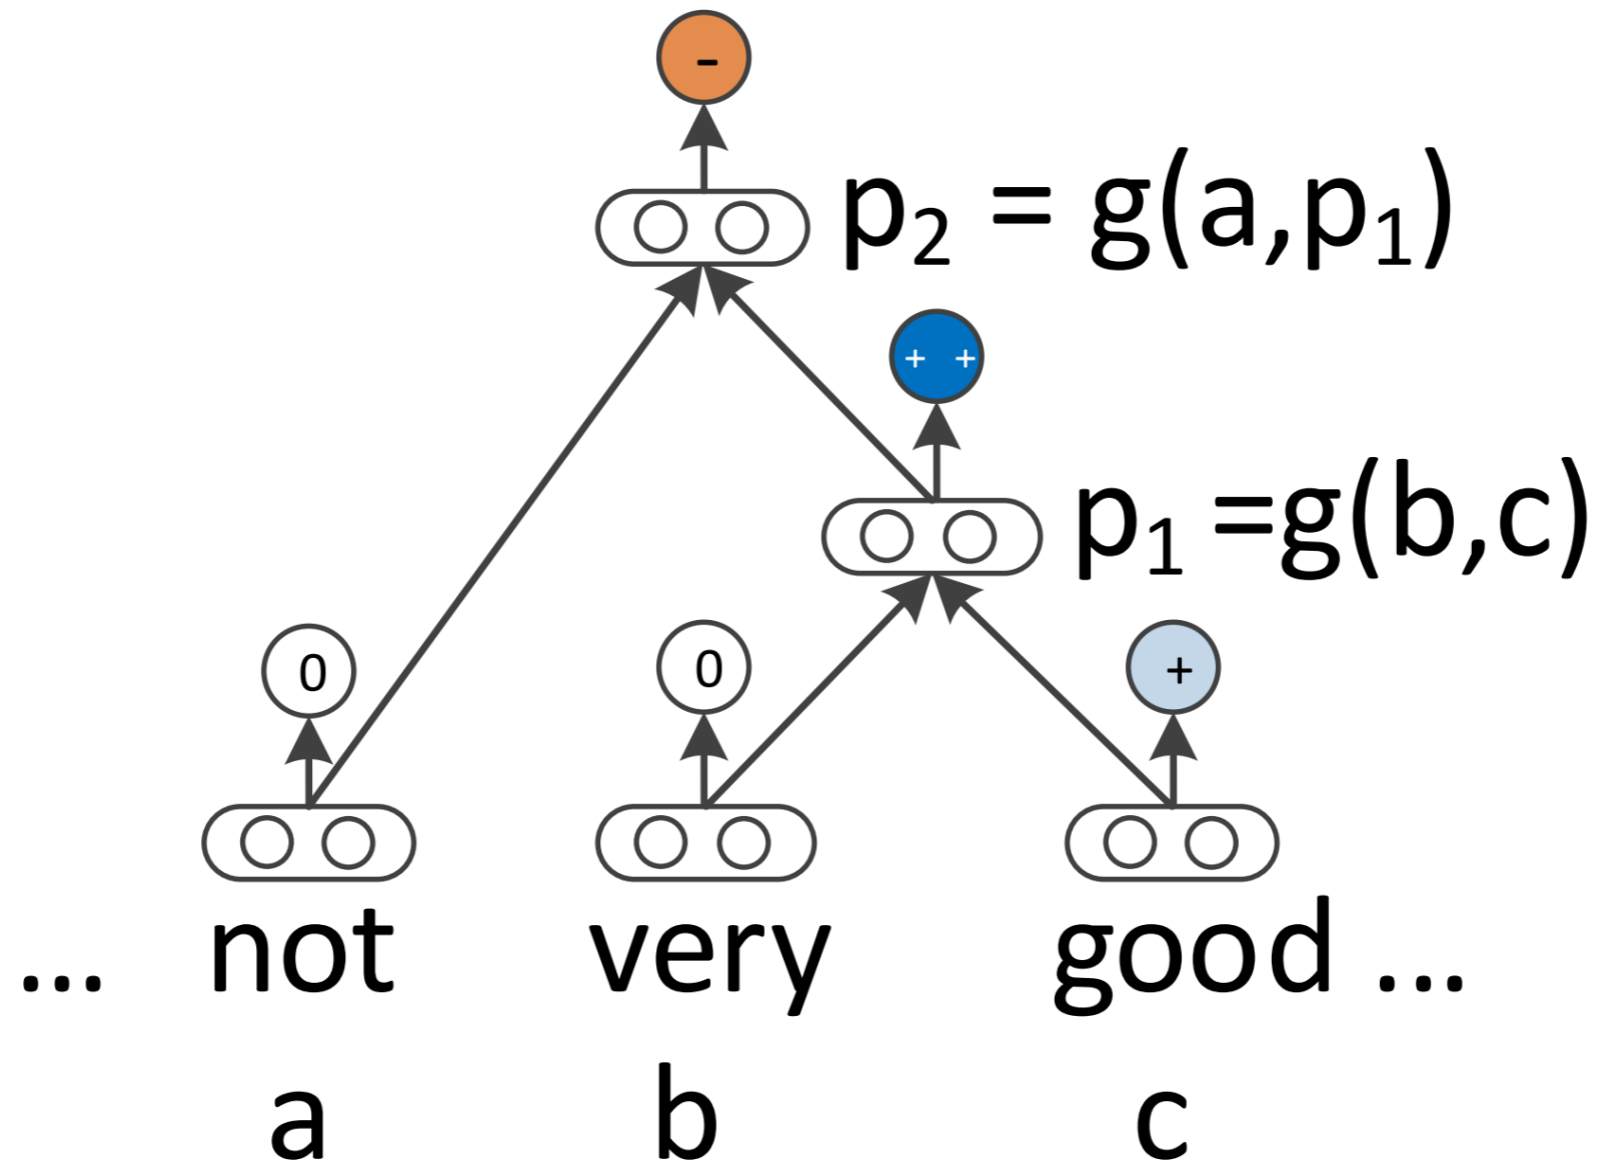 -
p₂ = g(a,p₁)
+ +
p₁ =g(b,c)
0 0 +
... not very good ...
a b c